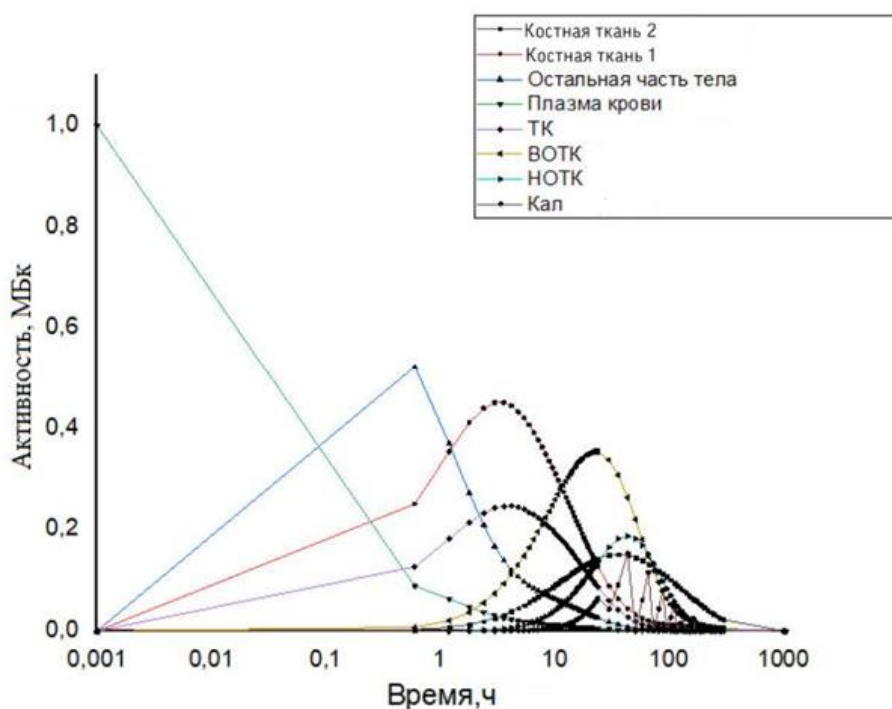 Костная ткань 2
Костная ткань 1
Остальная часть тела
Плазма крови
ТК
ВОТК
НОТК
Кал
Активность, МБк
1,0
0,8
0,6
0,4
0,2
0,0
0,001
0,01
0,1
1
10
100
1000
Время,ч